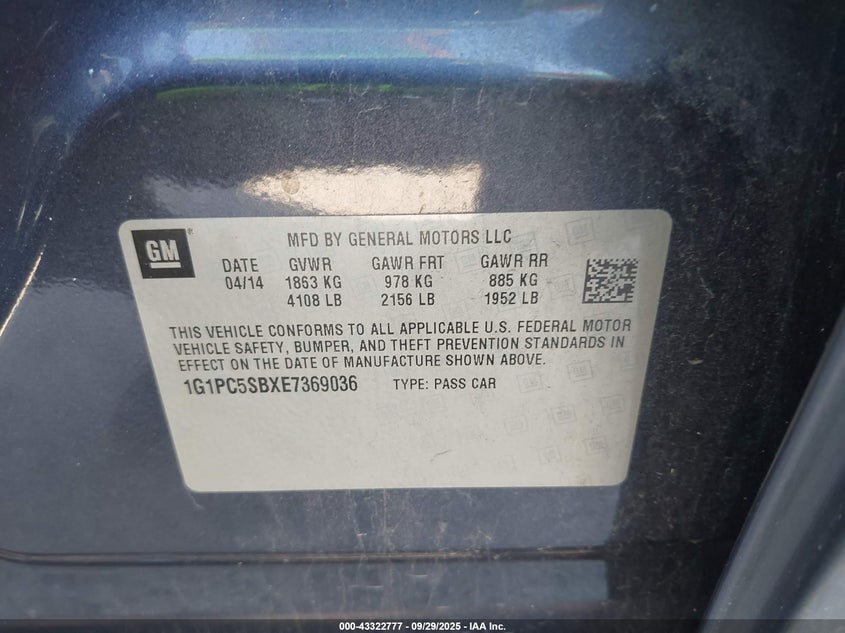 GM
MFD BY GENERAL MOTORS LLC
DATE GVWR GAWR FRT GAWR RR
04/14 1863 KG 978 KG 885 KG
4108 LB 2156 LB 1952 LB
THIS VEHICLE CONFORMS TO ALL APPLICABLE U.S. FEDERAL MOTOR
VEHICLE SAFETY, BUMPER, AND THEFT PREVENTION STANDARDS IN
EFFECT ON THE DATE OF MANUFACTURE SHOWN ABOVE.
1G1PC5SBXE7369036 TYPE: PASS CAR
000-43322777 - 09/29/2025 - IAA Inc.